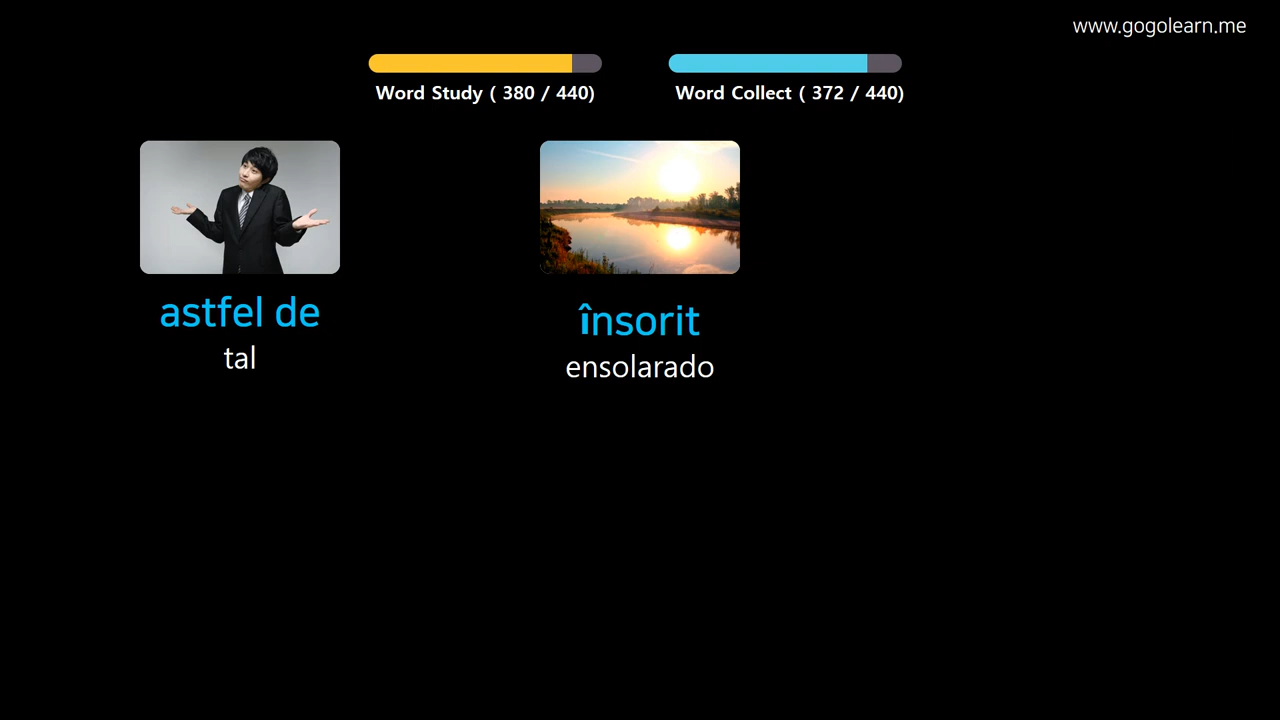 www.gogolearn.me
Word Study ( 380 / 440)
Word Collect ( 372 / 440)
astfel de
tal
însorit
ensolarado